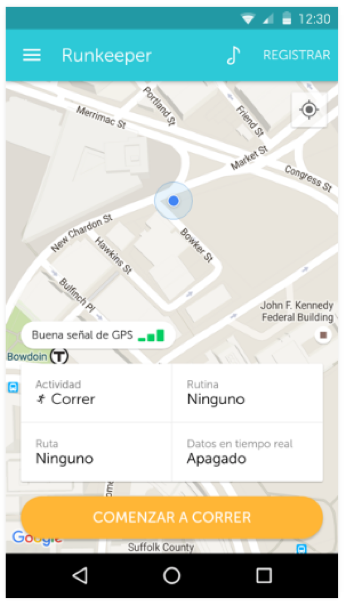 12:30
Runkeeper
REGISTRAR
Portland St
Merrimac St
Friend St
Market St
Congress St
New Chardon St
Hawkins St
Bowker St
Bulfinch Pl
John F. Kennedy
Federal Building
Buena señal de GPS
Bowdoin T
Actividad
Correr
Rutina
Ninguno
Ruta
Ninguno
Datos en tiempo real
Apagado
COMENZAR A CORRER
Google
Suffolk County